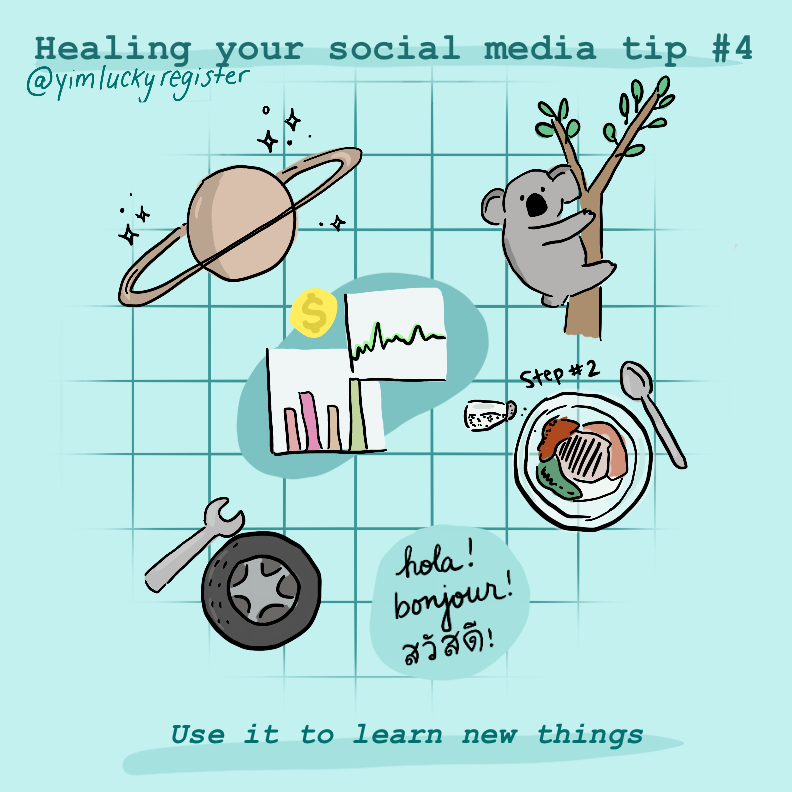 Healing your social media tip #4
@yimluckyregister
$
Step #2
hola!
bonjour!
สวัสดี!
Use it to learn new things